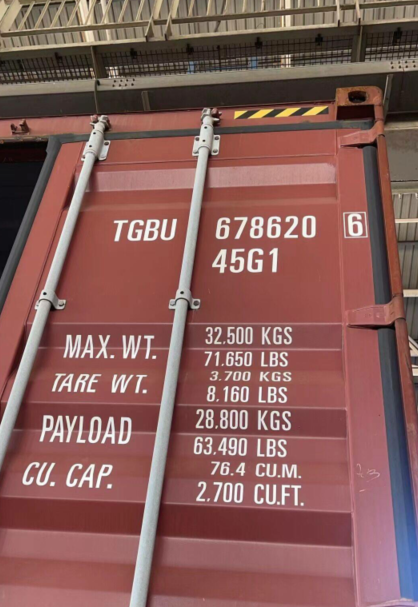 TGBU 678620 6
45G1
MAX. WT. 32.500 KGS
71.650 LBS
TARE WT. 3.700 KGS
8.160 LBS
PAYLOAD 28.800 KGS
63.490 LBS
CU. CAP. 76.4 CU.M.
2.700 CU.FT.